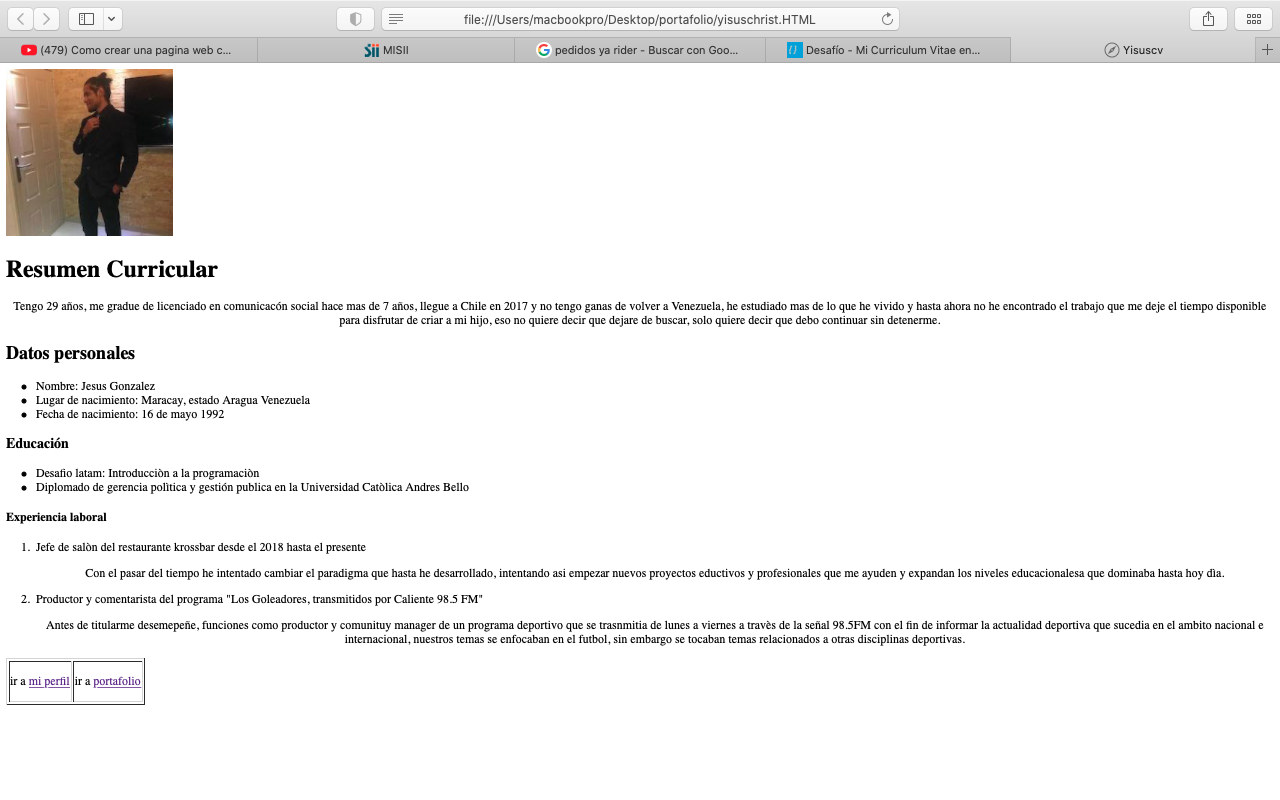 file:///Users/macbookpro/Desktop/portafolio/yisuschrist.HTML
(479) Como crear una pagina web c...
Sii MISII
pedidos ya rider - Buscar con Goo...
Desafío - Mi Curriculum Vitae en...
Yisuscv
Resumen Curricular
Tengo 29 años, me gradue de licenciado en comunicacón social hace mas de 7 años, llegue a Chile en 2017 y no tengo ganas de volver a Venezuela, he estudiado mas de lo que he vivido y hasta ahora no he encontrado el trabajo que me deje el tiempo disponible
para disfrutar de criar a mi hijo, eso no quiere decir que dejare de buscar, solo quiere decir que debo continuar sin detenerme.
Datos personales
Nombre: Jesus Gonzalez
Lugar de nacimiento: Maracay, estado Aragua Venezuela
Fecha de nacimiento: 16 de mayo 1992
Educación
Desafio latam: Introducciòn a la programaciòn
Diplomado de gerencia polìtica y gestión publica en la Universidad Catòlica Andres Bello
Experiencia laboral
1. Jefe de salòn del restaurante krossbar desde el 2018 hasta el presente
Con el pasar del tiempo he intentado cambiar el paradigma que hasta he desarrollado, intentando asi empezar nuevos proyectos eductivos y profesionales que me ayuden y expandan los niveles educacionalesa que dominaba hasta hoy dìa.
2. Productor y comentarista del programa "Los Goleadores, transmitidos por Caliente 98.5 FM"
Antes de titularme desemepeñe, funciones como productor y comunituy manager de un programa deportivo que se trasnmitia de lunes a viernes a travès de la señal 98.5FM con el fin de informar la actualidad deportiva que sucedia en el ambito nacional e
internacional, nuestros temas se enfocaban en el futbol, sin embargo se tocaban temas relacionados a otras disciplinas deportivas.
ir a mi perfil ir a portafolio